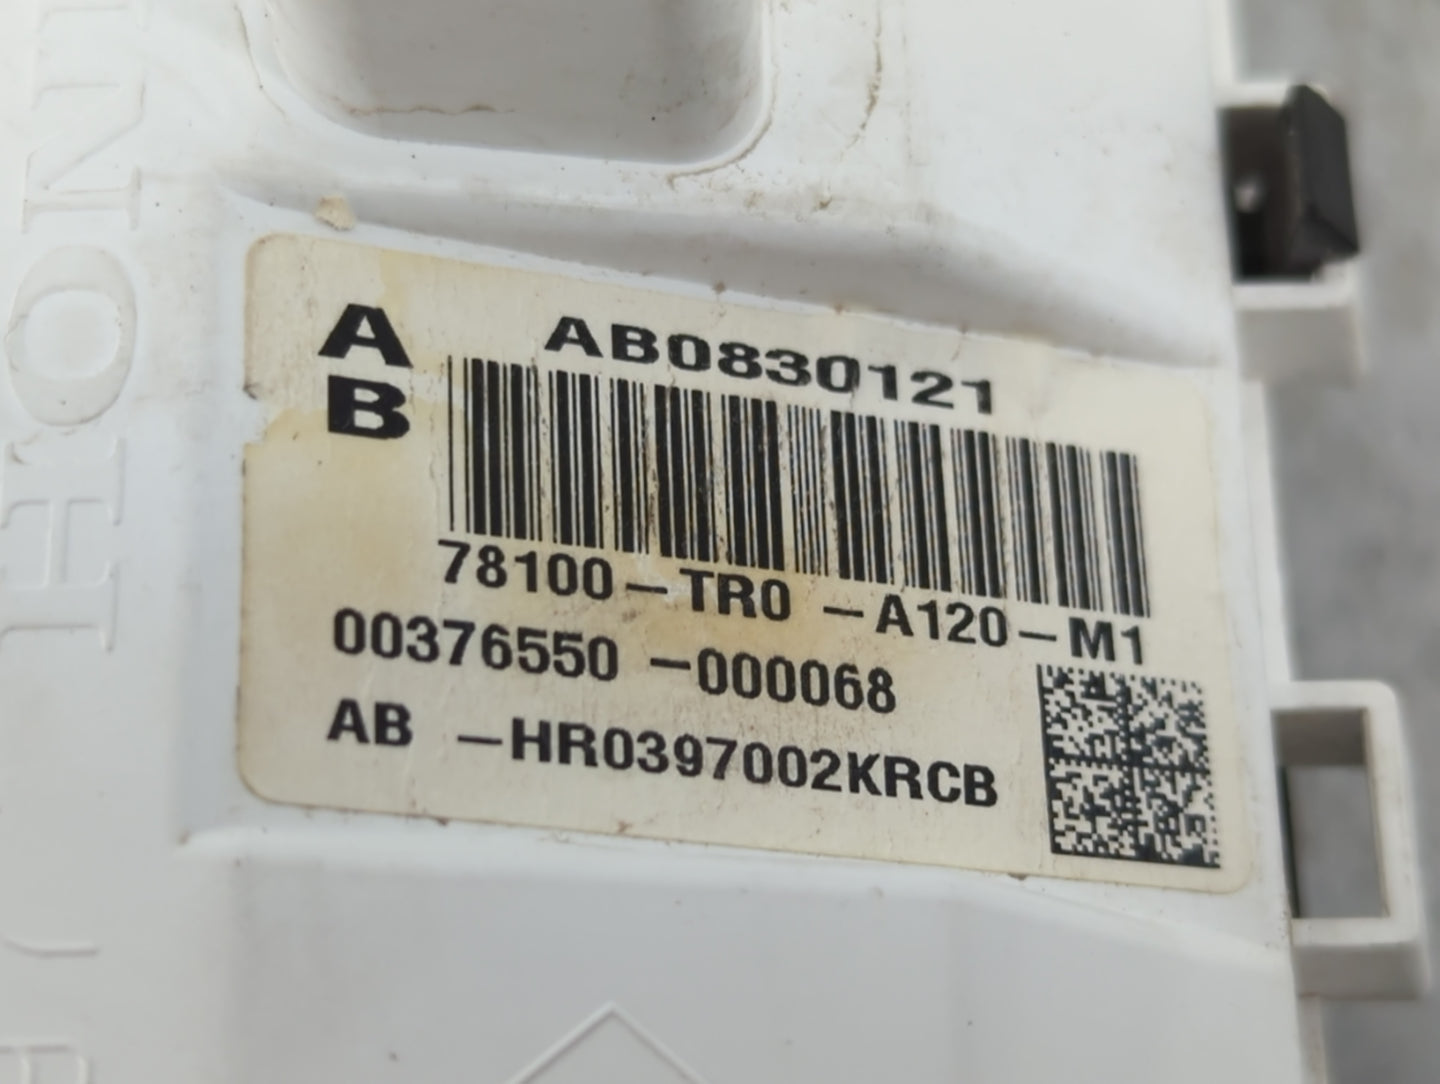 A
B
AB0830121
78100-TR0 -A120-M1
00376550 -000068
AB -HR0397002KRCB